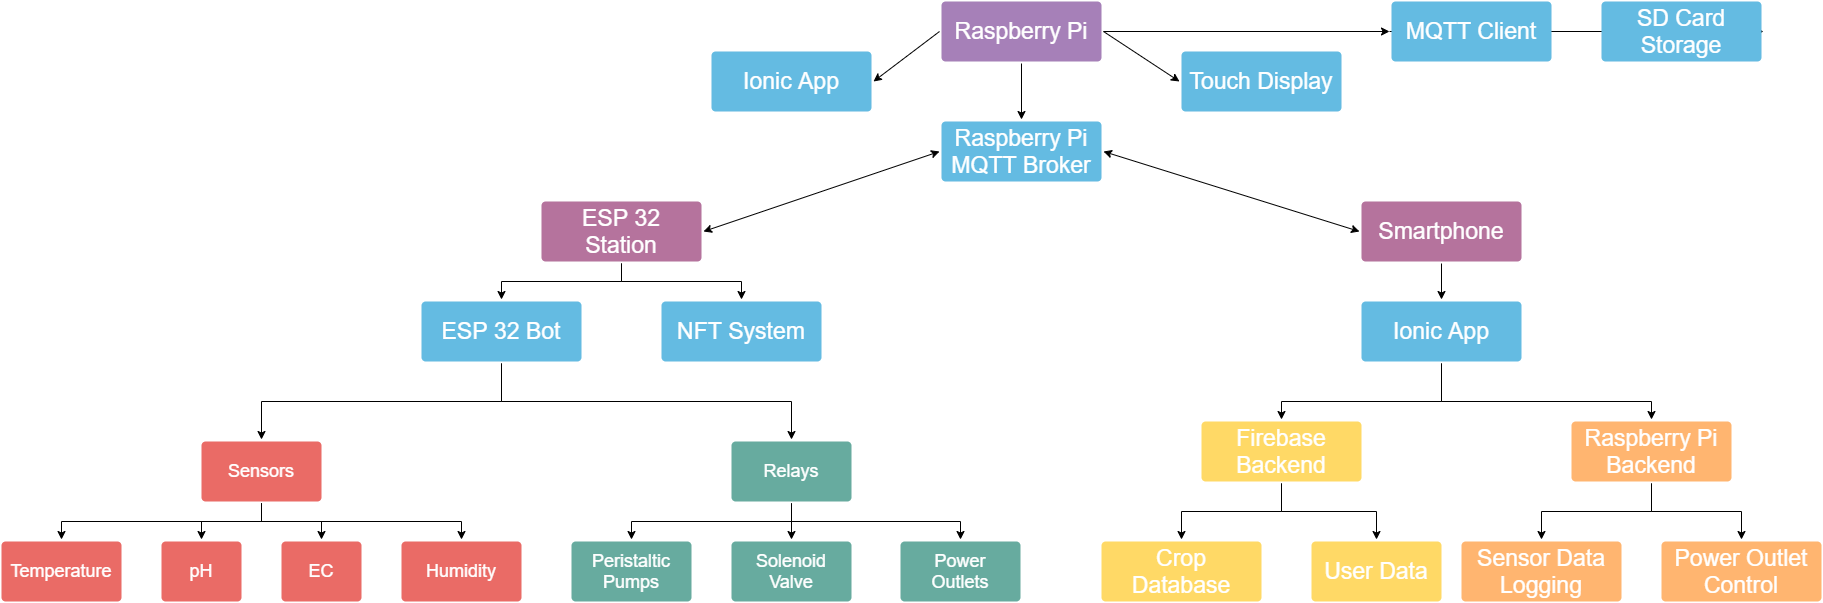 Raspberry Pi
MQTT Client
SD Card
Storage
Ionic App
Touch Display
Raspberry Pi
MQTT Broker
ESP 32
Station
Smartphone
ESP 32 Bot
NFT System
Ionic App
Firebase
Backend
Raspberry Pi
Backend
Sensors
Relays
Temperature
pH
EC
Humidity
Peristaltic
Pumps
Solenoid
Valve
Power
Outlets
Crop
Database
User Data
Sensor Data
Logging
Power Outlet
Control